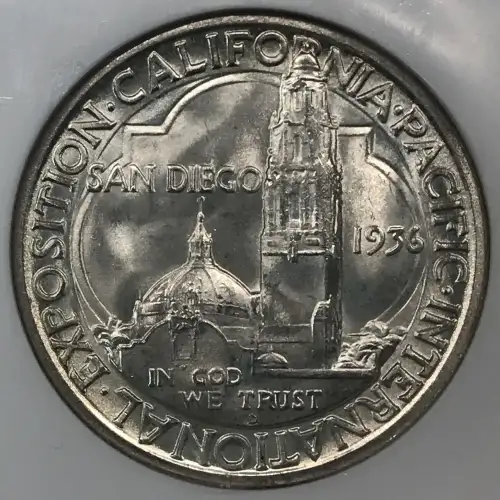 CALIFORNIA · PACIFIC · INTERNATIONAL · EXPOSITION ·
SAN DIEGO
1936
IN GOD
WE TRUST
D